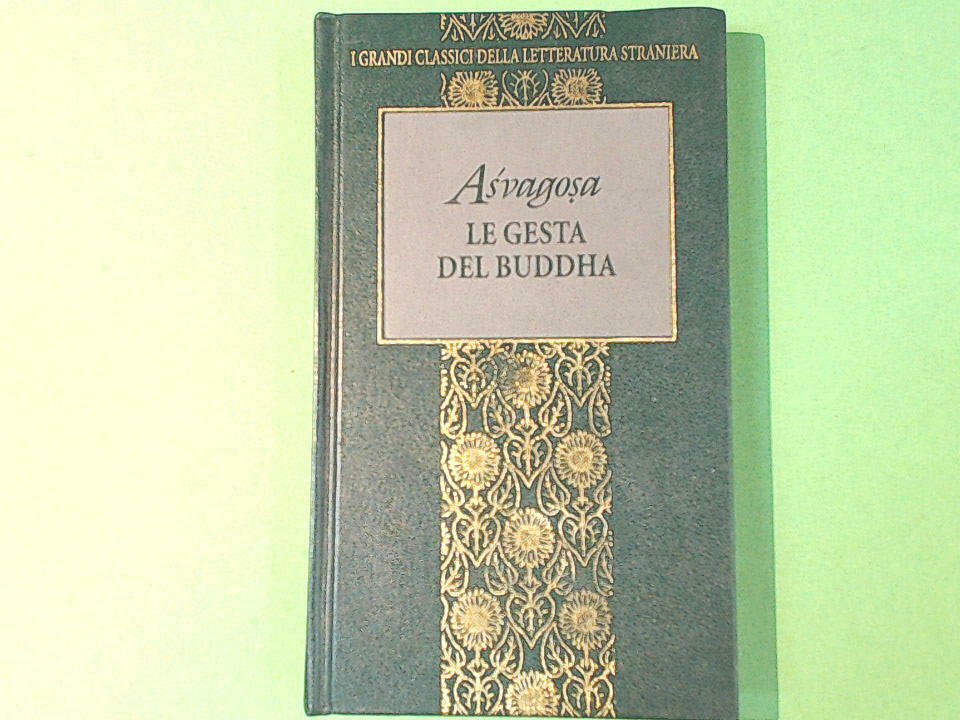 I GRANDI CLASSICI DELLA LETTERATURA STRANIERA
Aśvagoṣa
LE GESTA
DEL BUDDHA